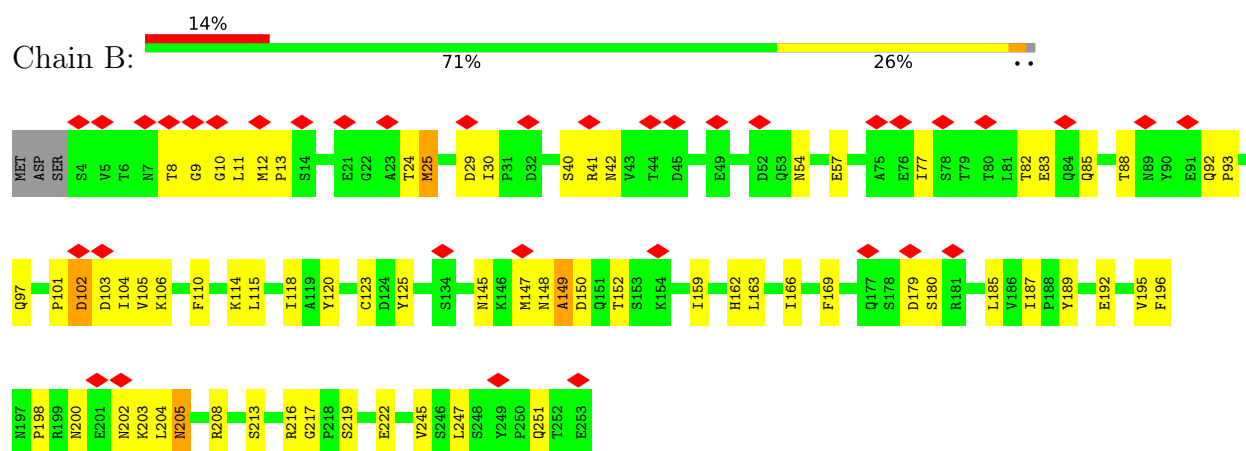 14%
Chain B:
71% 26% • •
MET ASP SER S4 V5 T6 N7 T8 G9 G10 L11 M12 P13 S14 E21 G22 A23 T24 M25 D29 I30 P31 D32 S40 R41 N42 V43 T44 D45 E49 D52 Q53 N54 E57 A75 E76 I77 S78 T79 T80 L81 T82 E83 Q84 Q85 T88 N89 Y90 E91 Q92 P93
Q97 P101 D102 D103 I104 V105 K106 F110 K114 L115 I118 A119 Y120 C123 D124 Y125 S134 N145 K146 M147 N148 A149 D150 Q151 T152 S153 K154 I159 H162 L163 I166 F169 Q177 S178 D179 S180 R181 L185 V186 I187 P188 Y189 E192 V195 F196
N197 P198 R199 N200 E201 N202 K203 L204 N205 R208 S213 R216 G217 P218 S219 E222 V245 S246 L247 S248 Y249 P250 Q251 T252 E253